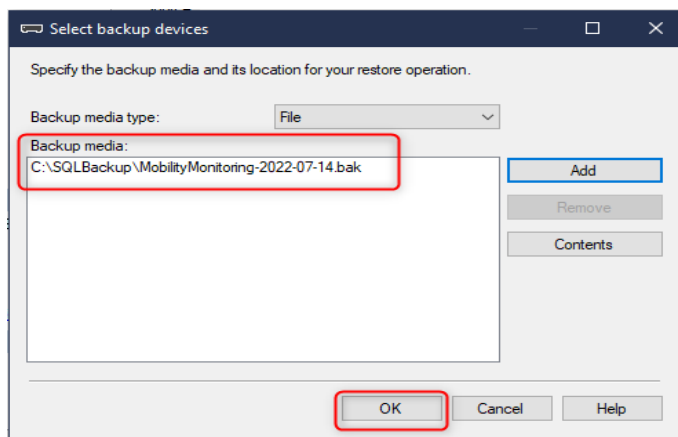 Select backup devices
Specify the backup media and its location for your restore operation.
Backup media type:
File
Backup media:
C:\SQLBackup\MobilityMonitoring-2022-07-14.bak
Add
Remove
Contents
OK
Cancel
Help